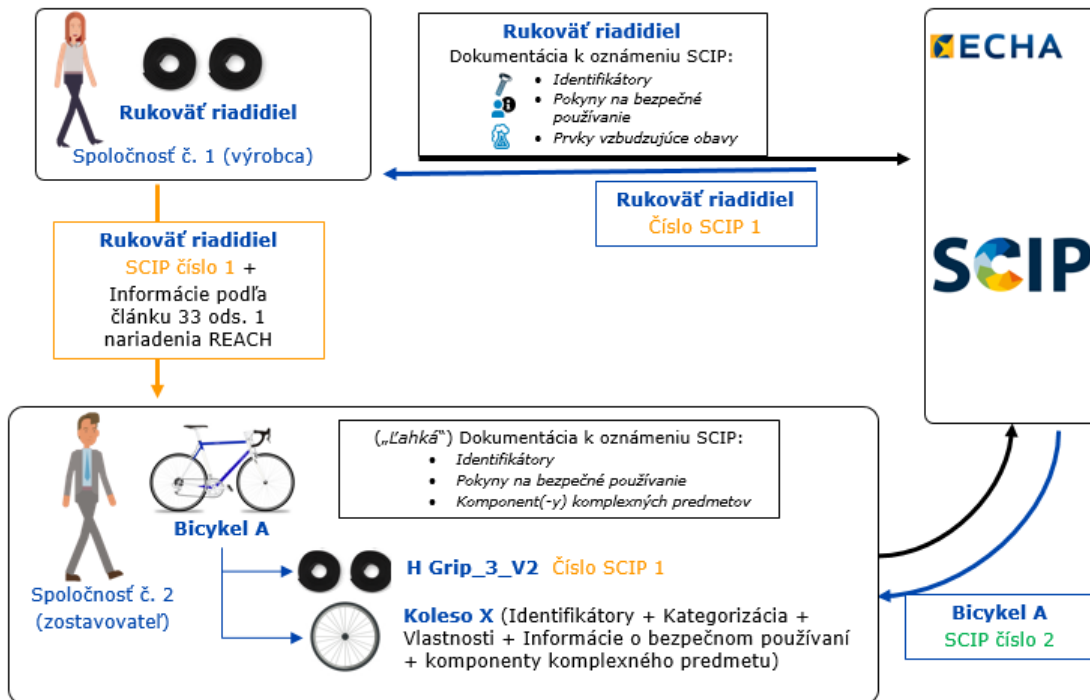 Rukoväť riadidiel
Spoločnosť č. 1 (výrobca)
Rukoväť riadidiel
Dokumentácia k oznámeniu SCIP:
• Identifikátory
• Pokyny na bezpečné
používanie
• Prvky vzbudzujúce obavy
ECHA
Rukoväť riadidiel
Číslo SCIP 1
Rukoväť riadidiel
SCIP číslo 1 +
Informácie podľa
článku 33 ods. 1
nariadenia REACH
SCIP
(„Ľahká“) Dokumentácia k oznámeniu SCIP:
• Identifikátory
• Pokyny na bezpečné používanie
• Komponent(-y) komplexných predmetov
Bicykel A
Spoločnosť č. 2
(zostavovateľ)
H Grip_3_V2 Číslo SCIP 1
Koleso X (Identifikátory + Kategorizácia +
Vlastnosti + Informácie o bezpečnom používaní
+ komponenty komplexného predmetu)
Bicykel A
SCIP číslo 2